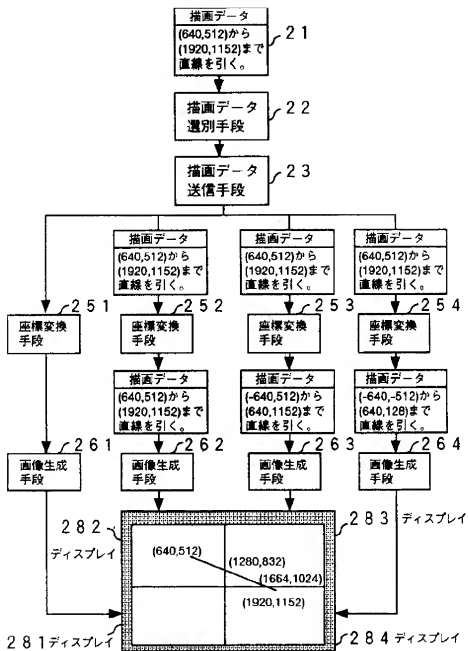 描画データ
(640,512)から
(1920,1152)まで
直線を引く。
21
描画データ
選別手段
22
描画データ
送信手段
23
描画データ
(640,512)から
(1920,1152)まで
直線を引く。
描画データ
(640,512)から
(1920,1152)まで
直線を引く。
描画データ
(640,512)から
(1920,1152)まで
直線を引く。
251
座標変換
手段
252
座標変換
手段
253
座標変換
手段
254
座標変換
手段
描画データ
(640,512)から
(1920,1152)まで
直線を引く。
描画データ
(-640,512)から
(640,1152)まで
直線を引く。
描画データ
(-640,-512)から
(640,128)まで
直線を引く。
261
画像生成
手段
262
画像生成
手段
263
画像生成
手段
264
画像生成
手段
282
ディスプレイ
283 ディスプレイ
(640,512)
(1280,832)
(1664,1024)
(1920,1152)
281ディスプレイ
284ディスプレイ